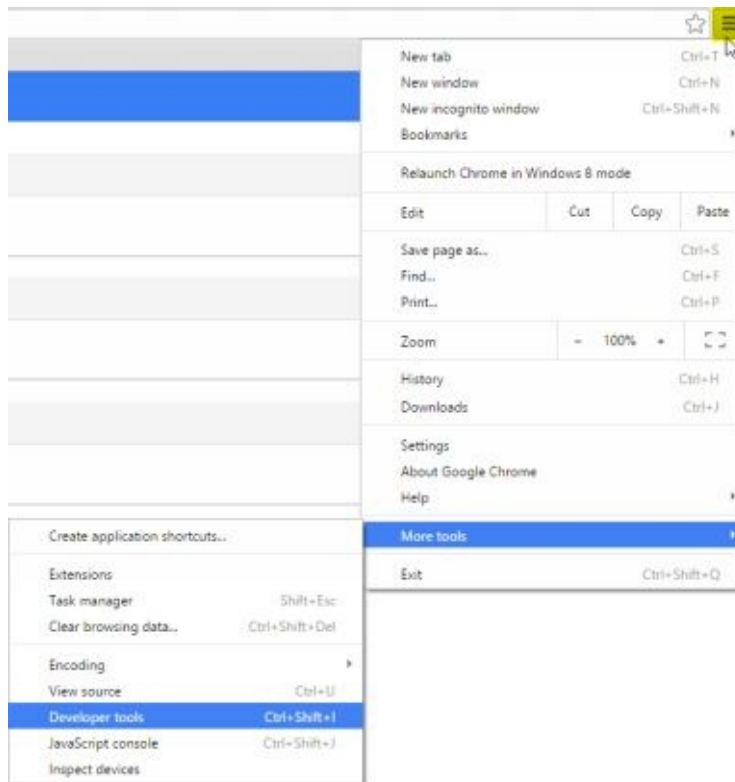 New tab Ctrl+T
New window Ctrl+N
New incognito window Ctrl+Shift+N
Bookmarks
Relaunch Chrome in Windows 8 mode
Edit Cut Copy Paste
Save page as... Ctrl+S
Find... Ctrl+F
Print... Ctrl+P
Zoom - 100% +
History Ctrl+H
Downloads Ctrl+J
Settings
About Google Chrome
Help
More tools
Exit Ctrl+Shift+Q
Create application shortcuts...
Extensions
Task manager Shift+Esc
Clear browsing data... Ctrl+Shift+Del
Encoding
View source Ctrl+U
Developer tools Ctrl+Shift+I
JavaScript console Ctrl+Shift+J
Inspect devices